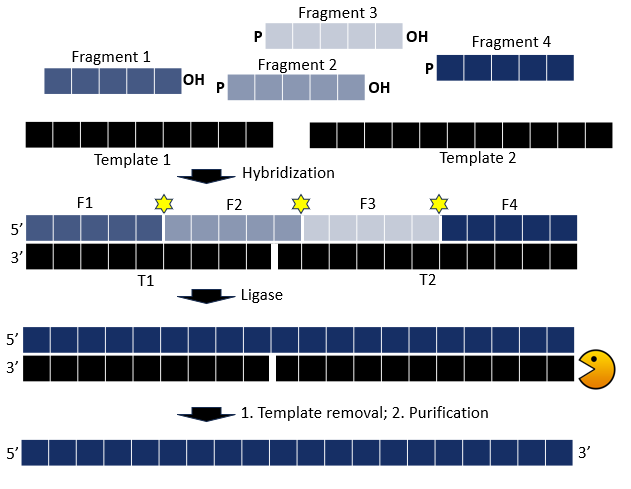 Fragment 3
P OH
Fragment 1
OH
Fragment 2
P OH
Fragment 4
P
Template 1
Template 2
Hybridization
F1 F2 F3 F4
5’
3’
T1 T2
Ligase
5’
3’
1. Template removal; 2. Purification
5’ 3’